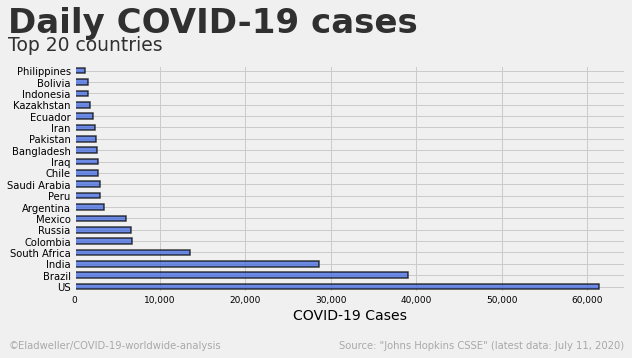 Daily COVID-19 cases
Top 20 countries
Philippines
Bolivia
Indonesia
Kazakhstan
Ecuador
Iran
Pakistan
Bangladesh
Iraq
Chile
Saudi Arabia
Peru
Argentina
Mexico
Russia
Colombia
South Africa
India
Brazil
US
0 10,000 20,000 30,000 40,000 50,000 60,000
COVID-19 Cases
©Eladweller/COVID-19-worldwide-analysis Source: "Johns Hopkins CSSE" (latest data: July 11, 2020)